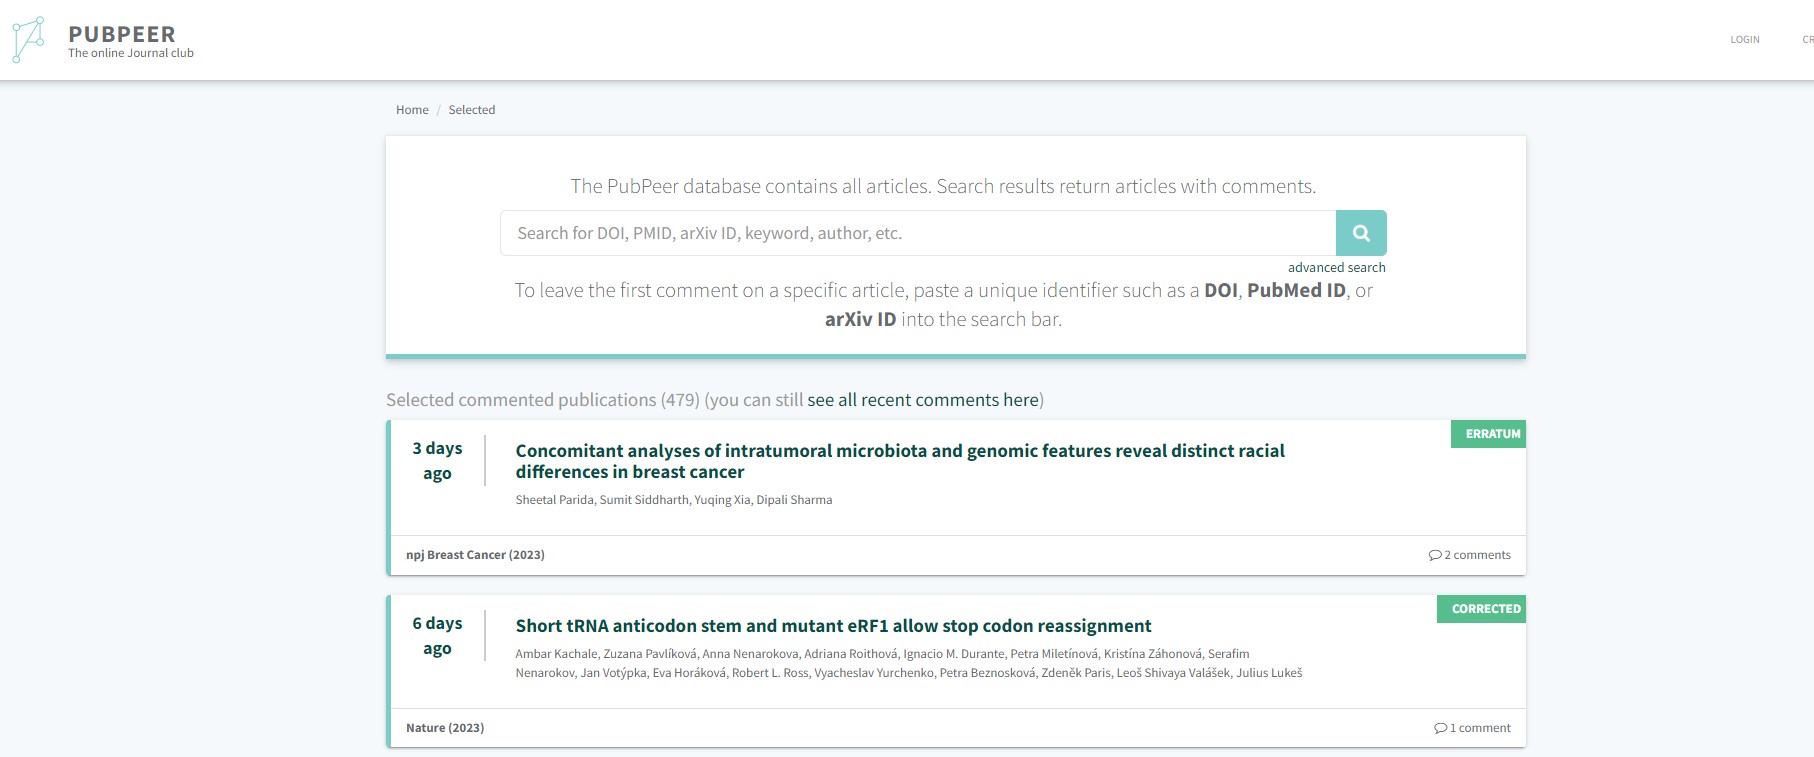 PUBPEER
The online Journal club
LOGIN
Home / Selected
The PubPeer database contains all articles. Search results return articles with comments.
Search for DOI, PMID, arXiv ID, keyword, author, etc.
advanced search
To leave the first comment on a specific article, paste a unique identifier such as a DOI, PubMed ID, or
arXiv ID into the search bar.
Selected commented publications (479) (you can still see all recent comments here)
3 days
ago
Concomitant analyses of intratumoral microbiota and genomic features reveal distinct racial
differences in breast cancer
ERRATUM
Sheetal Parida, Sumit Siddharth, Yuqing Xia, Dipali Sharma
npj Breast Cancer (2023)
2 comments
6 days
ago
Short tRNA anticodon stem and mutant eRF1 allow stop codon reassignment
CORRECTED
Ambar Kachale, Zuzana Pavlíková, Anna Nenarokova, Adriana Roithová, Ignacio M. Durante, Petra Miletínová, Kristína Záhonová, Serafim
Nenarokov, Jan Votýpka, Eva Horáková, Robert L. Ross, Vyacheslav Yurchenko, Petra Beznosková, Zdeněk Paris, Leoš Shivaya Valášek, Julius Lukeš
Nature (2023)
1 comment